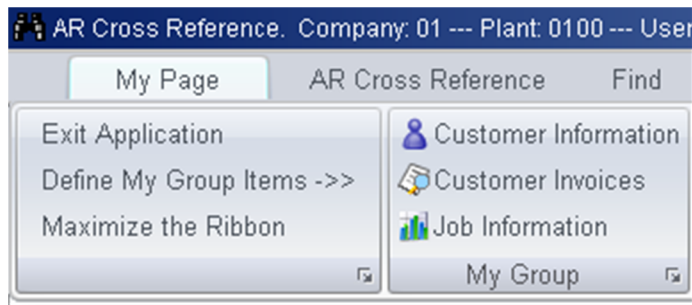 AR Cross Reference. Company: 01 --- Plant: 0100 --- User
My Page AR Cross Reference Find
Exit Application
Define My Group Items ->>
Maximize the Ribbon
Customer Information
Customer Invoices
Job Information
My Group